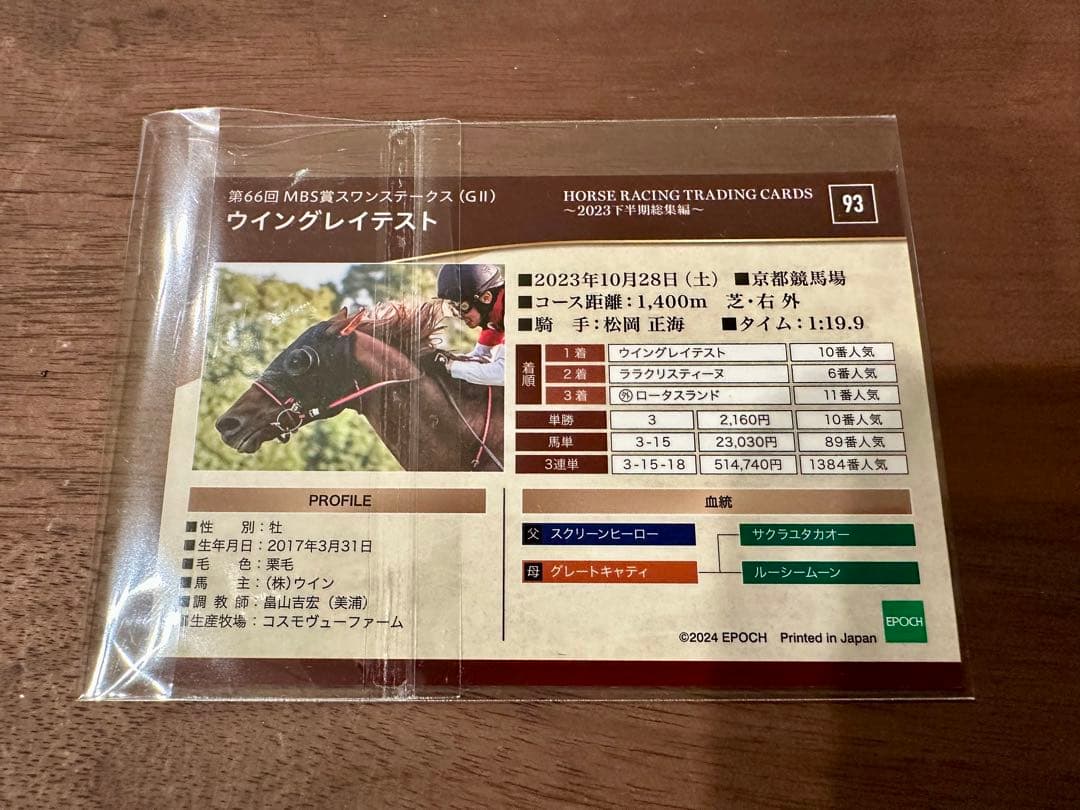 第66回 MBS賞スワンステークス（GⅡ）
ウイングレイテスト
HORSE RACING TRADING CARDS
～2023下半期総集編～
93
■2023年10月28日（土） ■京都競馬場
■コース距離：1,400m 芝・右 外
■騎 手：松岡 正海 ■タイム：1:19.9
着順
1着 ウイングレイテスト 10番人気
2着 ララクリスティーヌ 6番人気
3着 ㊕ロータスランド 11番人気
単勝 3 2,160円 10番人気
馬単 3-15 23,030円 89番人気
3連単 3-15-18 514,740円 1384番人気
PROFILE
■性 別：牡
■生年月日：2017年3月31日
■毛 色：栗毛
■馬 主：（株）ウイン
■調 教 師：畠山吉宏（美浦）
■生産牧場：コスモヴューファーム
血統
父 スクリーンヒーロー
サクラユタカオー
母 グレートキャティ
ルーシームーン
©2024 EPOCH Printed in Japan
EPOCH